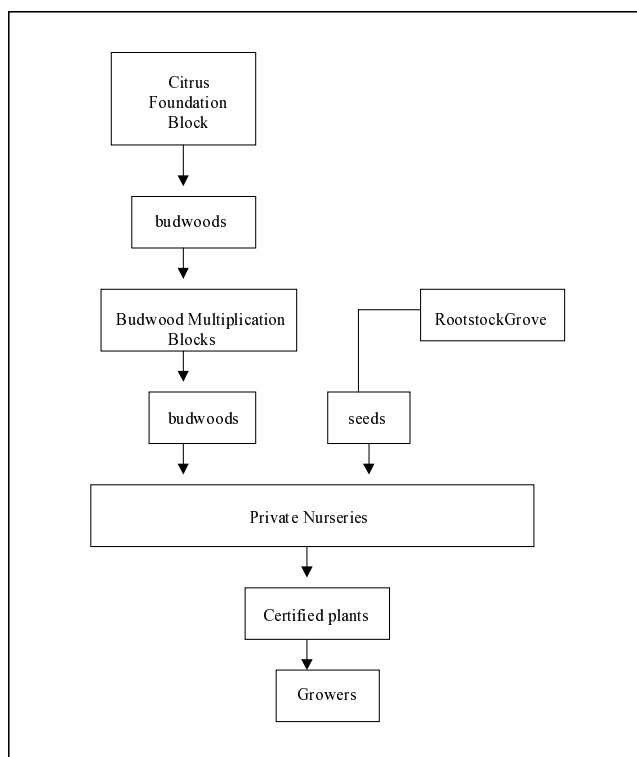 Citrus
Foundation
Block
budwoods
Budwood Multiplication
Blocks
RootstockGrove
budwoods
seeds
Private Nurseries
Certified plants
Growers